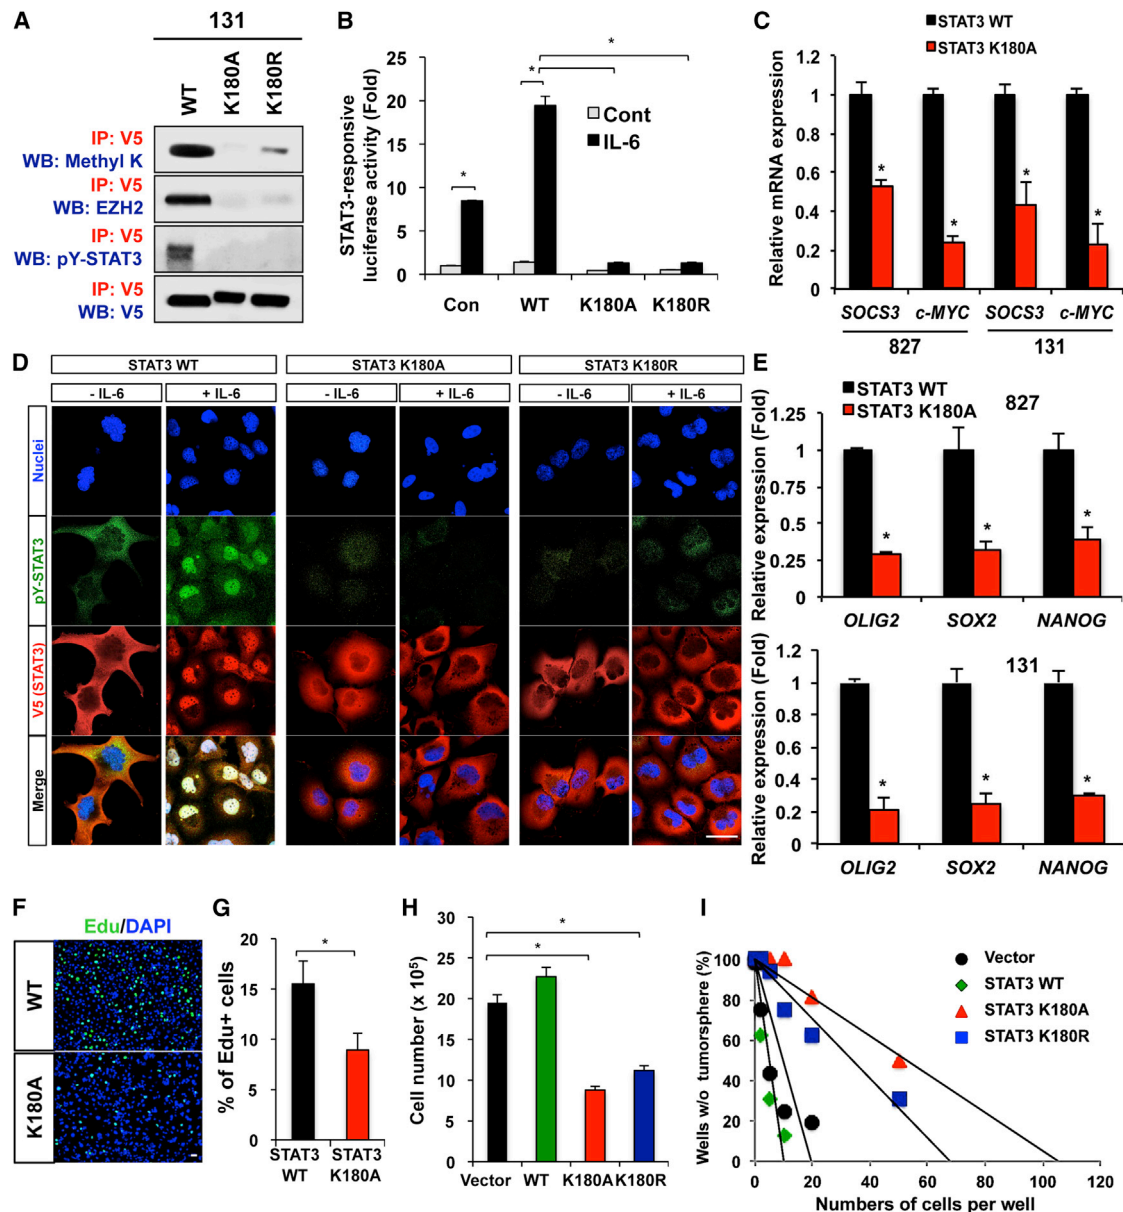 A
131
WT
K180A
K180R
IP: V5
WB: Methyl K
IP: V5
WB: EZH2
IP: V5
WB: pY-STAT3
IP: V5
WB: V5
B
STAT3-responsive
luciferase activity (Fold)
25
20
15
10
5
0
*
*
*
Cont
IL-6
Con
WT
K180A
K180R
C
STAT3 WT
STAT3 K180A
Relative mRNA expression
1.2
1
0.8
0.6
0.4
0.2
0
*
*
*
*
SOCS3
c-MYC
SOCS3
c-MYC
827
131
D
STAT3 WT
STAT3 K180A
STAT3 K180R
- IL-6
+ IL-6
- IL-6
+ IL-6
- IL-6
+ IL-6
Nuclei
pY-STAT3
V5 (STAT3)
Merge
E
STAT3 WT
STAT3 K180A
827
Relative expression (Fold)
1.25
1
0.75
0.5
0.25
0
*
*
*
OLIG2
SOX2
NANOG
131
Relative expression (Fold)
1.2
1
0.8
0.6
0.4
0.2
0
*
*
*
OLIG2
SOX2
NANOG
F
Edu/DAPI
WT
K180A
G
% of Edu+ cells
20
15
10
5
0
*
STAT3
WT
STAT3
K180A
H
Cell number (x 10⁵)
30
25
20
15
10
5
0
*
*
Vector
WT
K180A
K180R
I
Wells w/o tumorsphere (%)
100
80
60
40
20
0
Vector
STAT3 WT
STAT3 K180A
STAT3 K180R
0
20
40
60
80
100
120
Numbers of cells per well